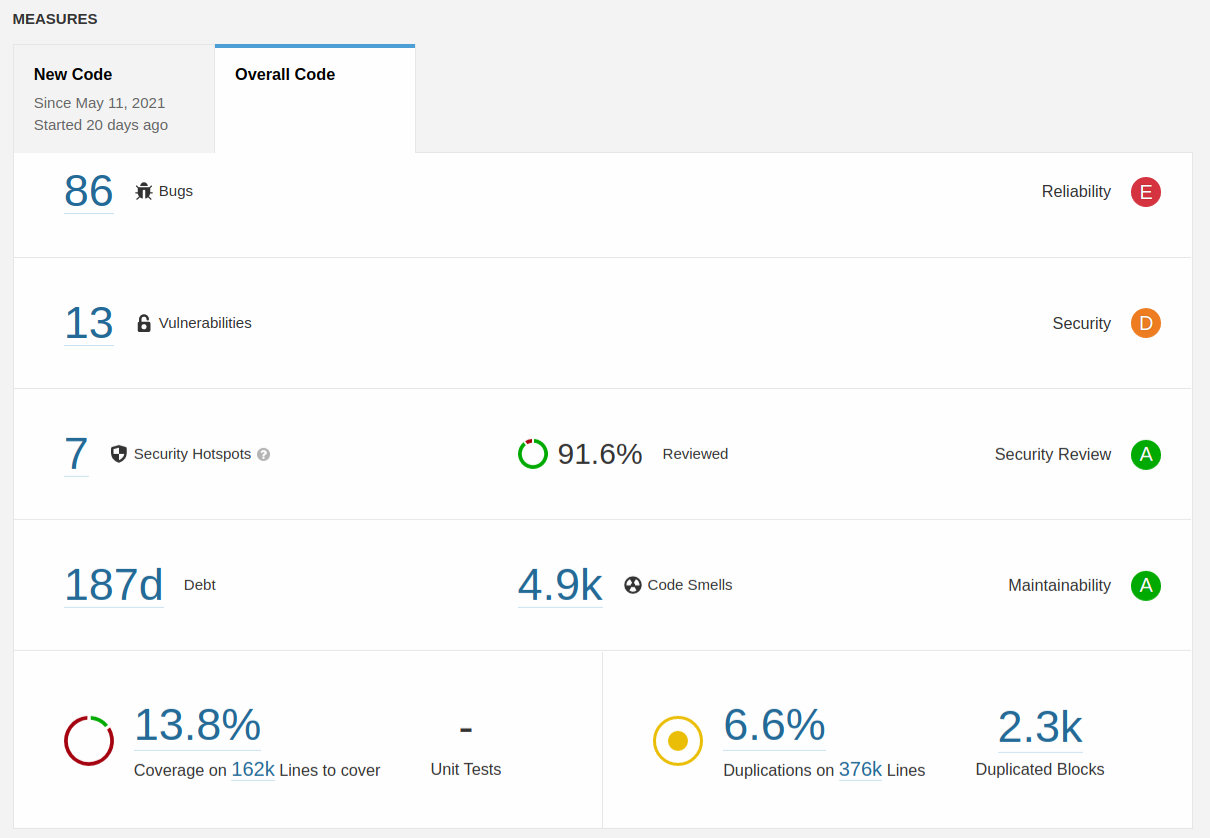 MEASURES
New Code
Since May 11, 2021
Started 20 days ago
Overall Code
86 Bugs Reliability E
13 Vulnerabilities Security D
7 Security Hotspots ? 91.6% Reviewed Security Review A
187d Debt 4.9k Code Smells Maintainability A
13.8% - 6.6% 2.3k
Coverage on 162k Lines to cover Unit Tests Duplications on 376k Lines Duplicated Blocks